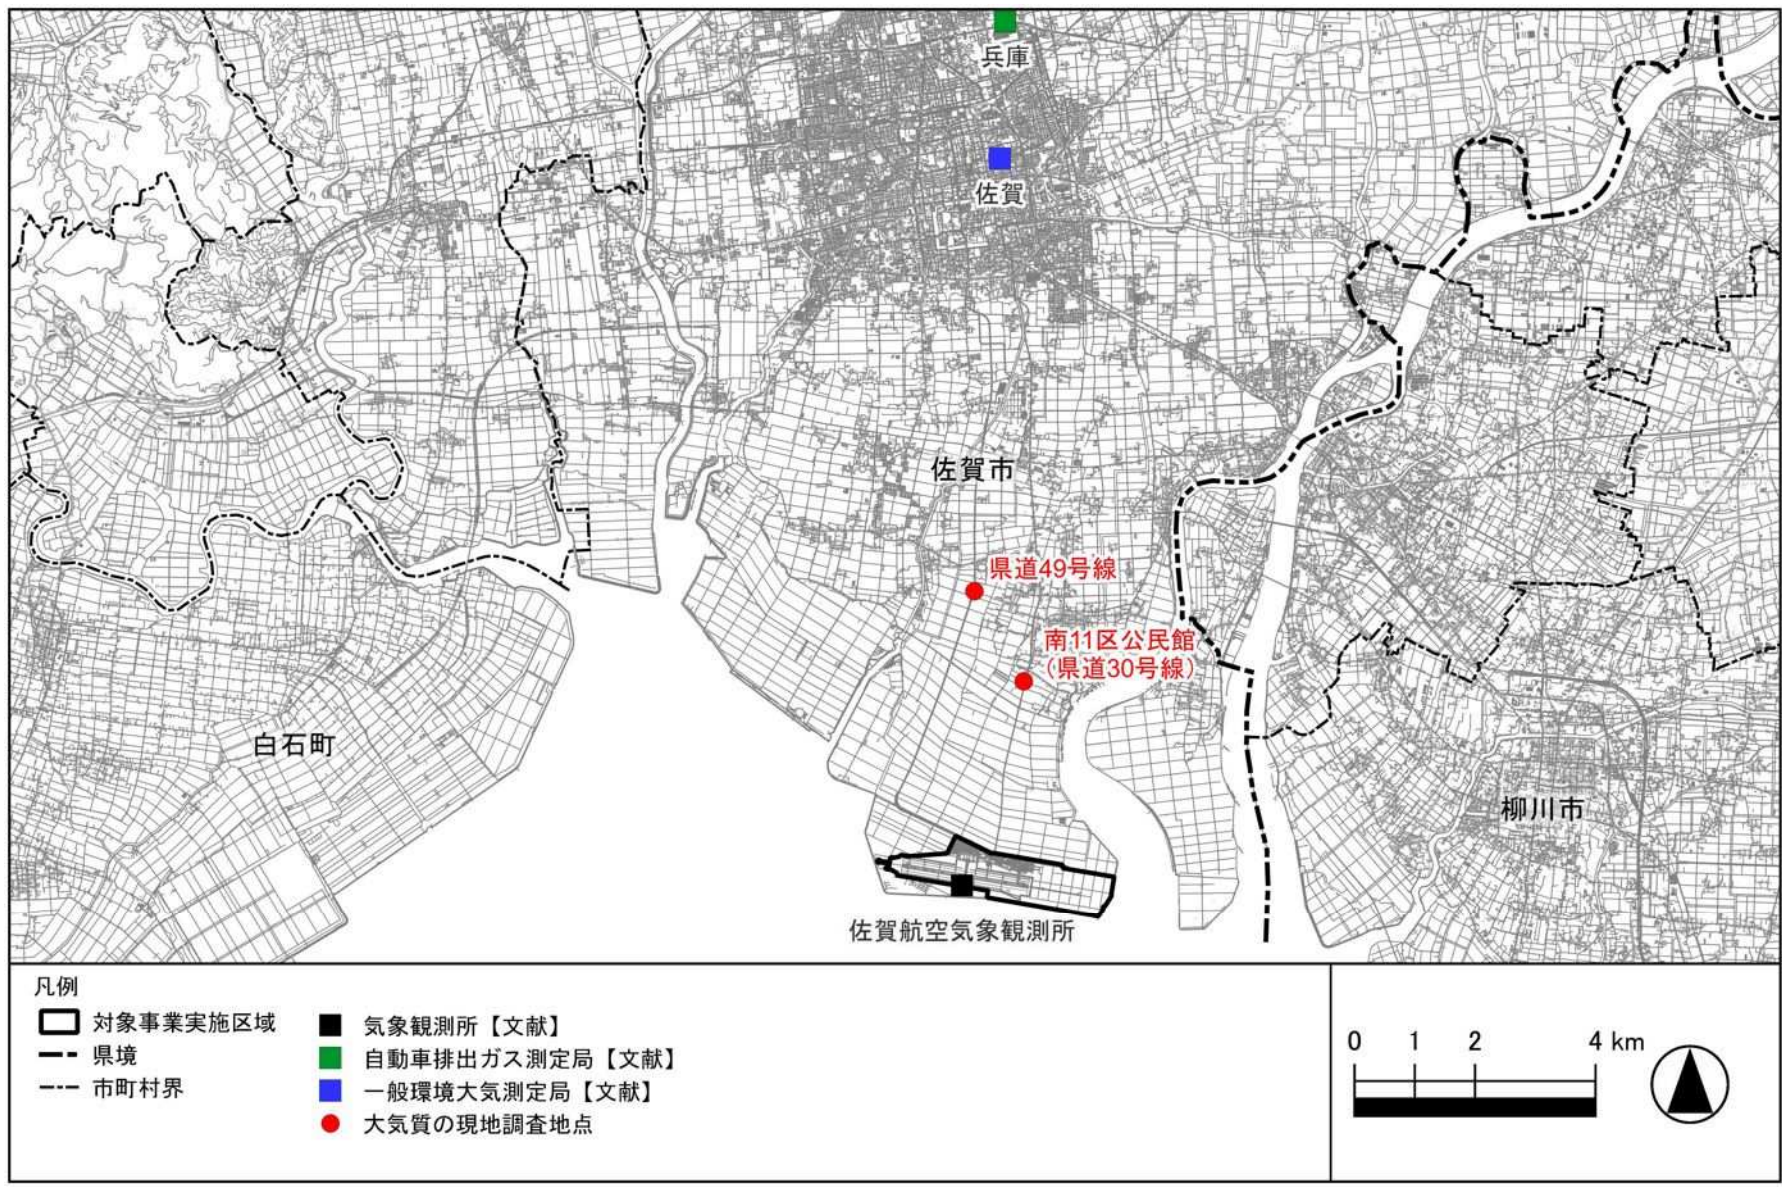 兵庫
佐賀
佐賀市
県道49号線
南11区公民館
（県道30号線）
白石町
柳川市
佐賀航空気象観測所
凡例
対象事業実施区域
県境
市町村界
気象観測所【文献】
自動車排出ガス測定局【文献】
一般環境大気測定局【文献】
大気質の現地調査地点
0 1 2 4 km